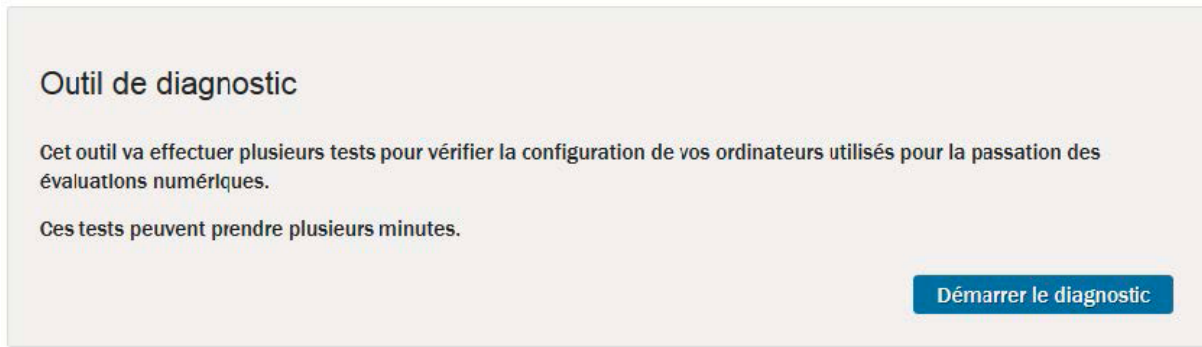 Outil de diagnostic
Cet outil va effectuer plusieurs tests pour vérifier la configuration de vos ordinateurs utilisés pour la passation des
évaluations numériques.
Ces tests peuvent prendre plusieurs minutes.
Démarrer le diagnostic